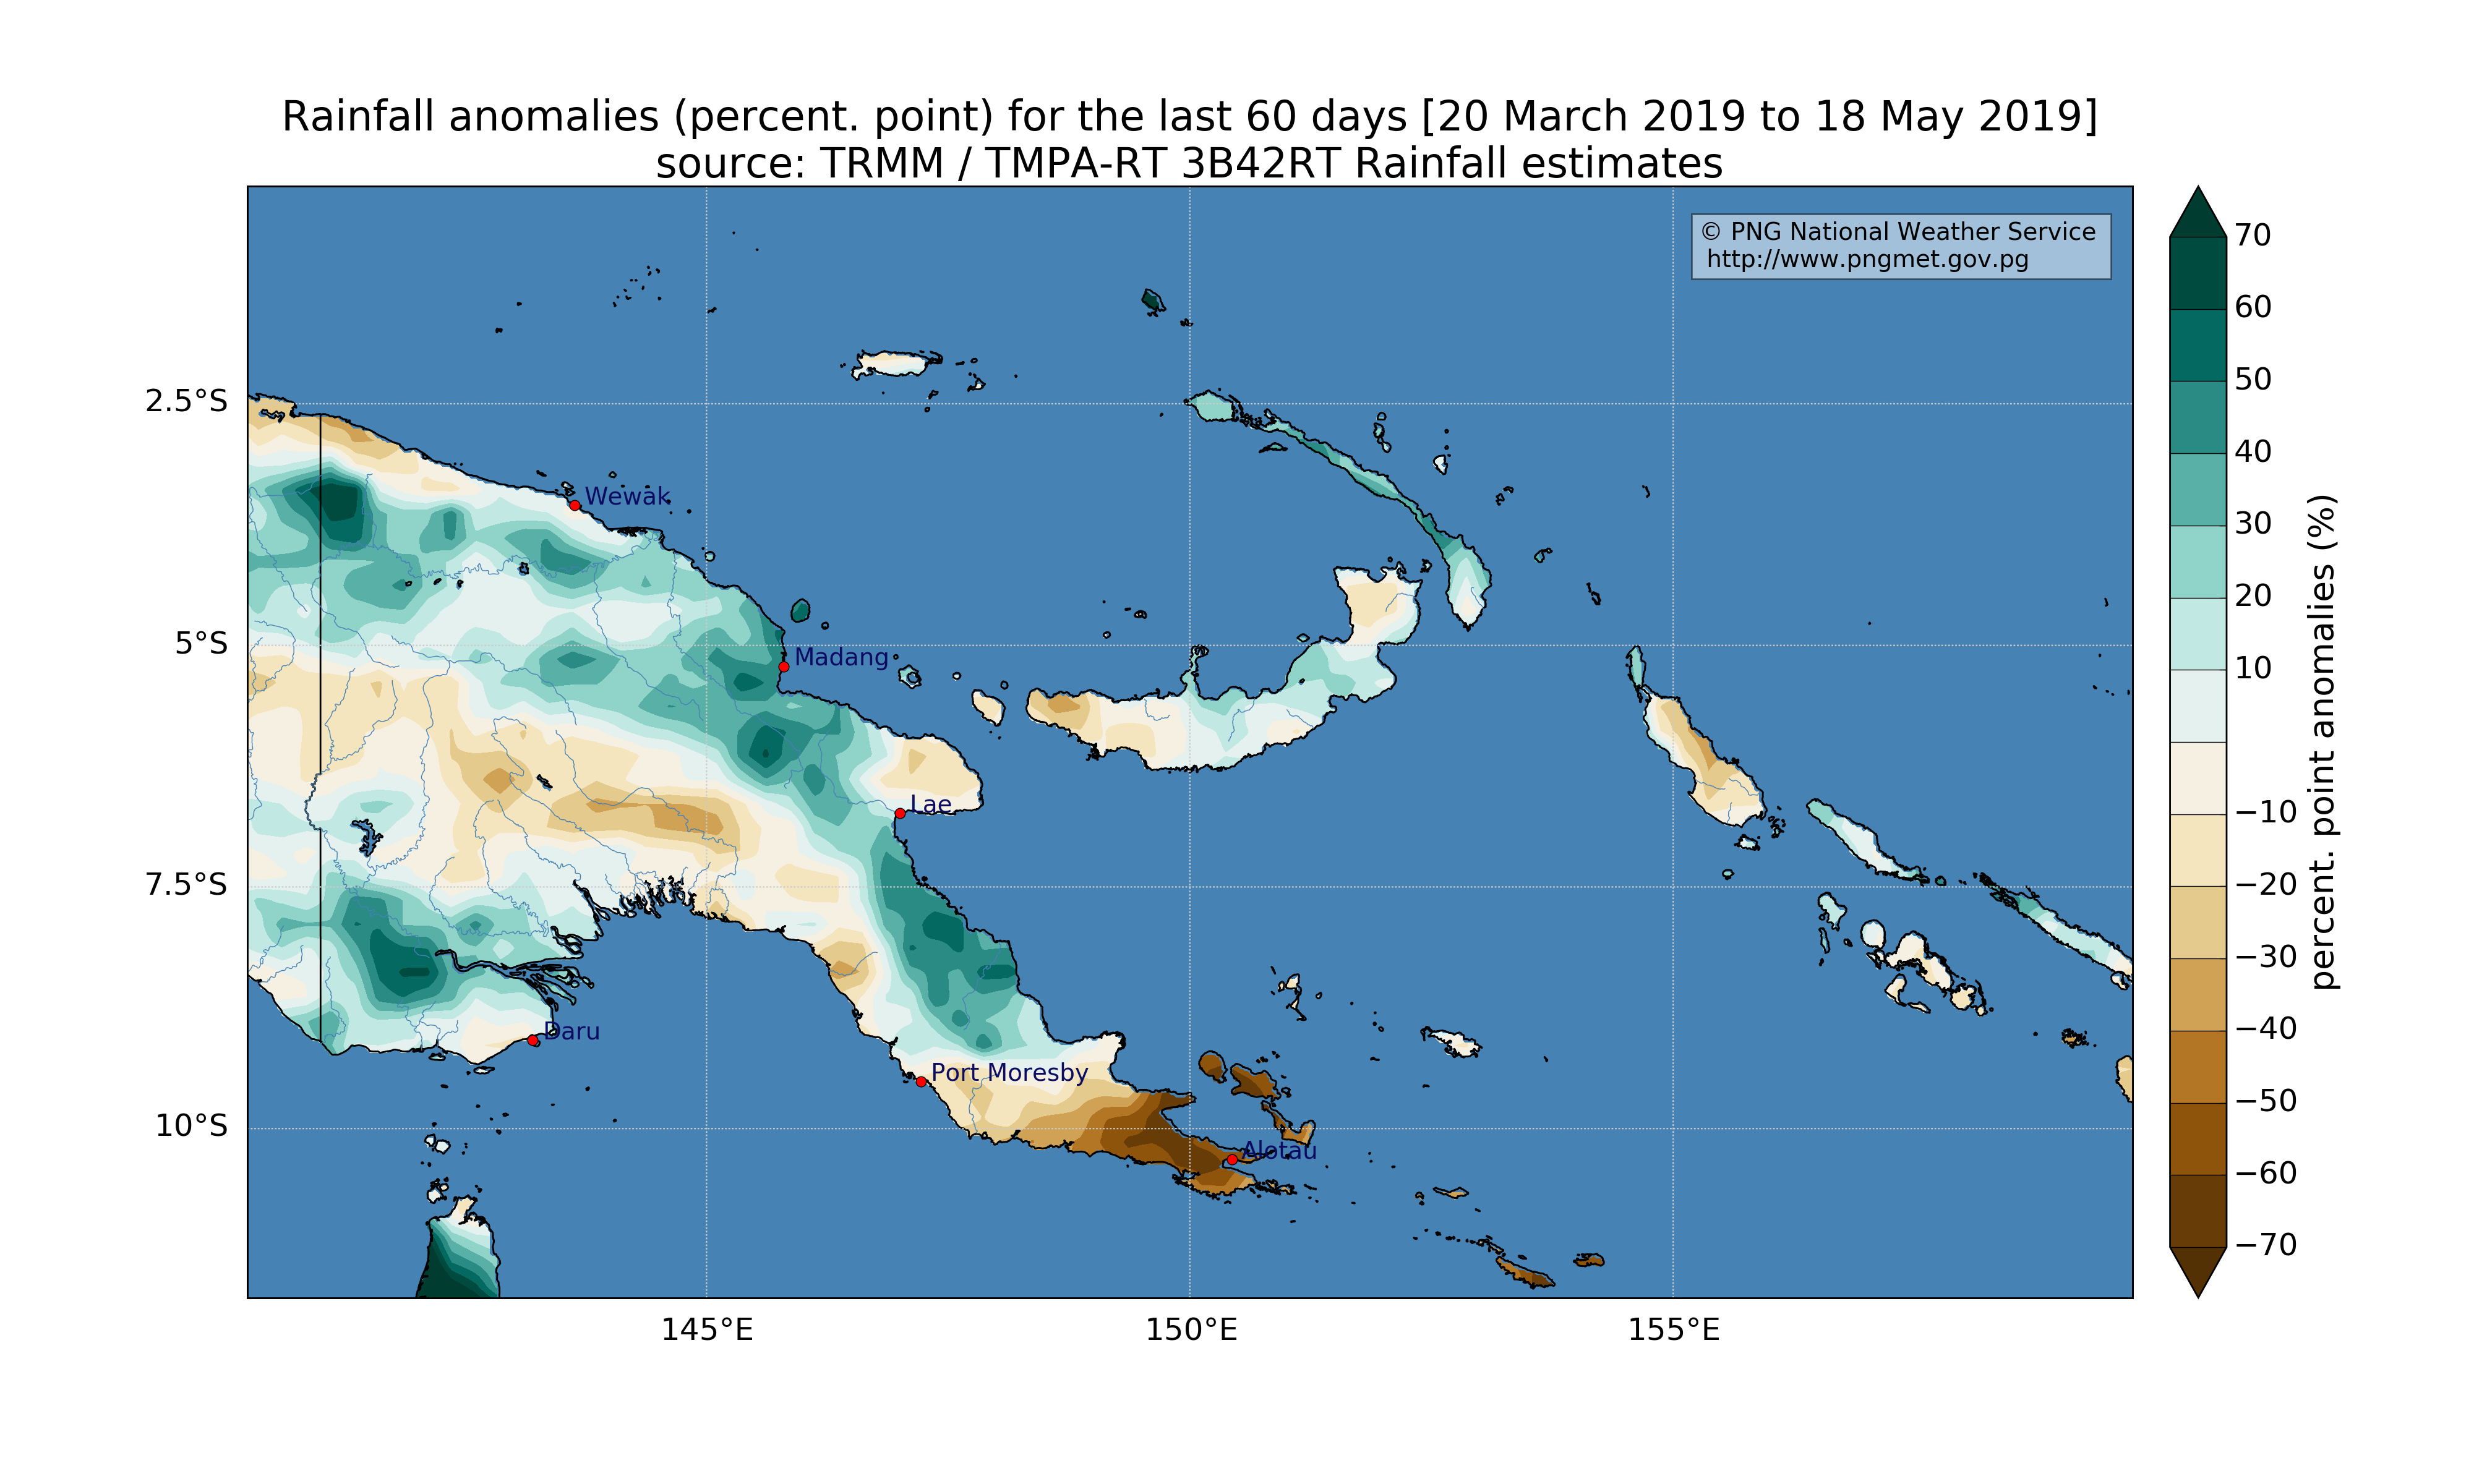 Rainfall anomalies (percent. point) for the last 60 days [20 March 2019 to 18 May 2019]
source: TRMM / TMPA-RT 3B42RT Rainfall estimates
© PNG National Weather Service
http://www.pngmet.gov.pg
2.5°S
5°S
7.5°S
10°S
145°E
150°E
155°E
Wewak
Madang
Lae
Daru
Port Moresby
Alotau
70
60
50
40
30
20
10
−10
−20
−30
−40
−50
−60
−70
percent. point anomalies (%)